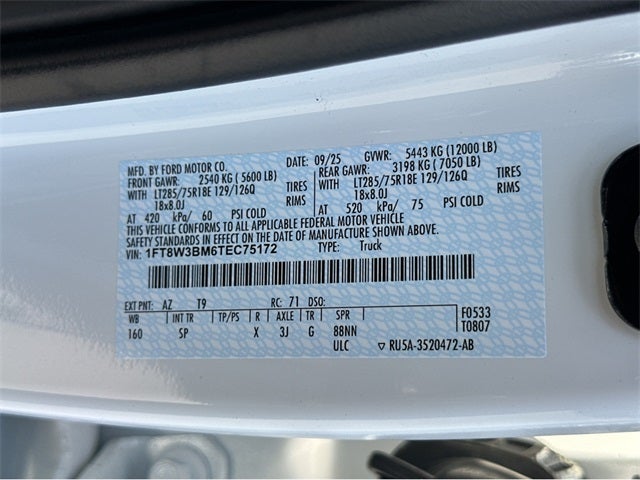 MFD. BY FORD MOTOR CO. DATE: 09/25 GVWR: 5443 KG (12000 LB)
FRONT GAWR: 2540 KG (5600 LB) REAR GAWR: 3198 KG (7050 LB)
WITH LT285/75R18E 129/126Q TIRES WITH LT285/75R18E 129/126Q TIRES
18x8.0J RIMS 18x8.0J RIMS
AT 420 kPa/ 60 PSI COLD AT 520 kPa/ 75 PSI COLD
THIS VEHICLE CONFORMS TO ALL APPLICABLE FEDERAL MOTOR VEHICLE
SAFETY STANDARDS IN EFFECT ON THE DATE OF MANUFACTURE SHOWN ABOVE.
VIN: 1FT8W3BM6TEC75172 TYPE: Truck
EXT PNT: AZ T9 RC: 71 DSO:
WB INT TR TP/PS R AXLE TR SPR F0533
160 SP X 3J G 88NN T0807
ULC ▽ RU5A-3520472-AB